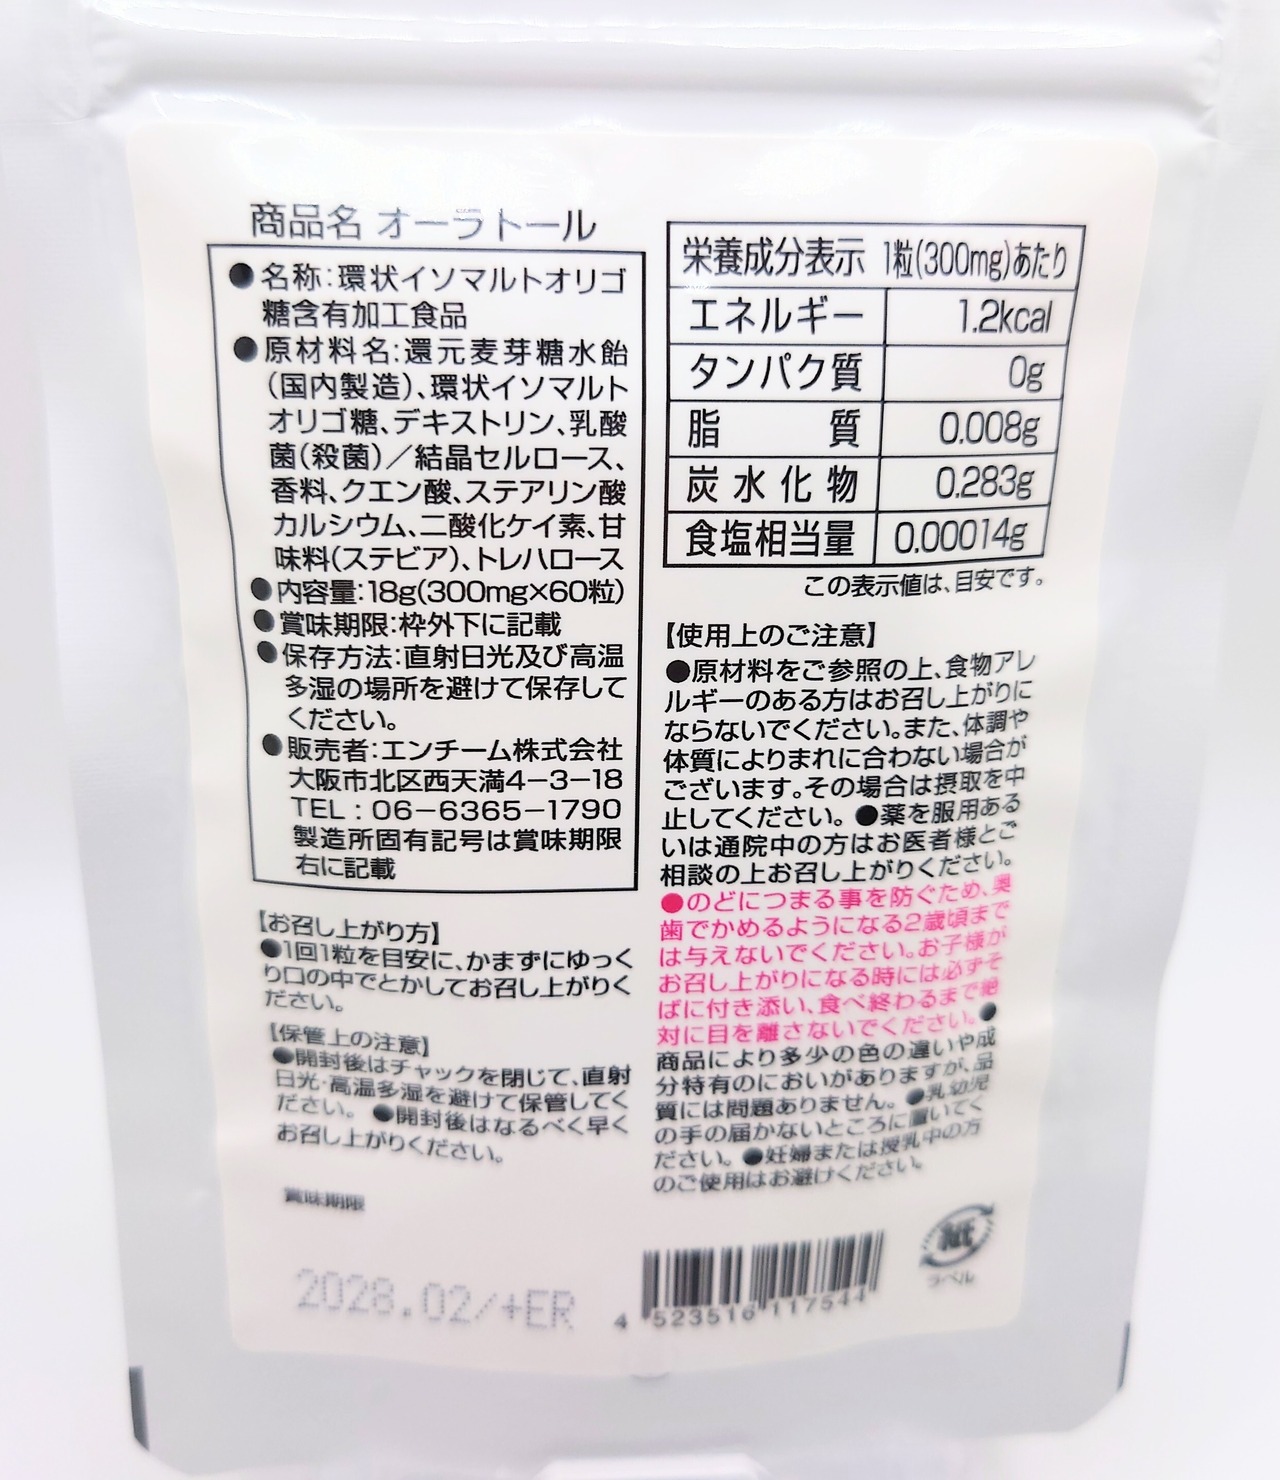 商品名 オーラトール
●名称:環状イソマルトオリゴ
糖含有加工食品
●原材料名:還元麦芽糖水飴
(国内製造)、環状イソマルト
オリゴ糖、デキストリン、乳酸
菌(殺菌)/結晶セルロース、
香料、クエン酸、ステアリン酸
カルシウム、二酸化ケイ素、甘
味料(ステビア)、トレハロース
●内容量:18g(300mg×60粒)
●賞味期限:枠外下に記載
●保存方法:直射日光及び高温
多湿の場所を避けて保存して
ください。
●販売者:エンチーム株式会社
大阪市北区西天満4-3-18
TEL:06-6365-1790
製造所固有記号は賞味期限
右に記載
【お召し上がり方】
●1回1粒を目安に、かまずにゆっく
り口の中でとかしてお召し上がりく
ださい。
【保管上の注意】
●開封後はチャックを閉じて、直射
日光・高温多湿を避けて保管してく
ださい。●開封後はなるべく早く
お召し上がりください。
賞味期限
2028.02/+ER
栄養成分表示 1粒(300mg)あたり
エネルギー 1.2kcal
タンパク質 0g
脂質 0.008g
炭水化物 0.283g
食塩相当量 0.00014g
この表示値は、目安です。
【使用上のご注意】
●原材料をご参照の上、食物アレ
ルギーのある方はお召し上がりに
ならないでください。また、体調や
体質によりまれに合わない場合が
ございます。その場合は摂取を中
止してください。●薬を服用ある
いは通院中の方はお医者様とご
相談の上お召し上がりください。
●のどにつまる事を防ぐため、奥
歯でかめるようになる2歳頃まで
は与えないでください。お子様が
お召し上がりになる時には必ずそ
ばに付き添い、食べ終わるまで絶
対に目を離さないでください。●
商品により多少の色の違いや成
分特有のにおいがありますが、品
質には問題ありません。●乳幼児
の手の届かないところに置いてく
ださい。●妊婦または授乳中の方
のご使用はお避けください。
4 523516 117544
紙
ラベル